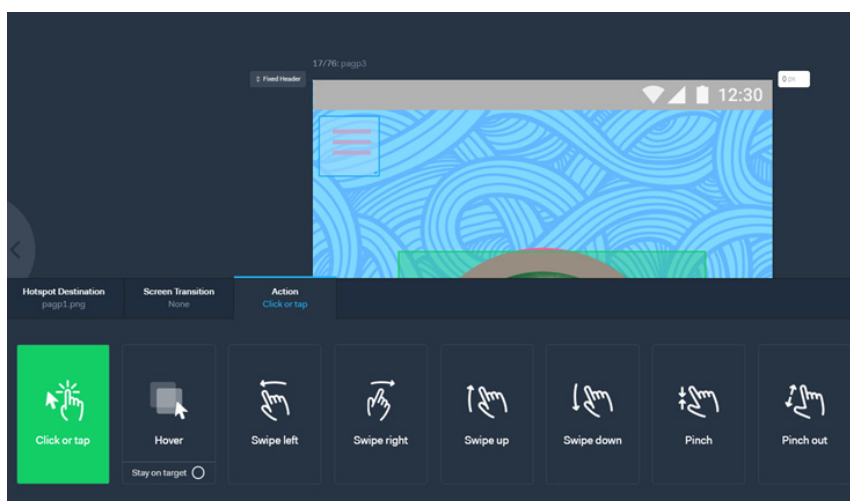 17/76: pagp3
Fixed Header
0 px
12:30
Hotspot Destination
pagp1.png
Screen Transition
None
Action
Click or tap
Click or tap
Hover
Stay on target
Swipe left
Swipe right
Swipe up
Swipe down
Pinch
Pinch out